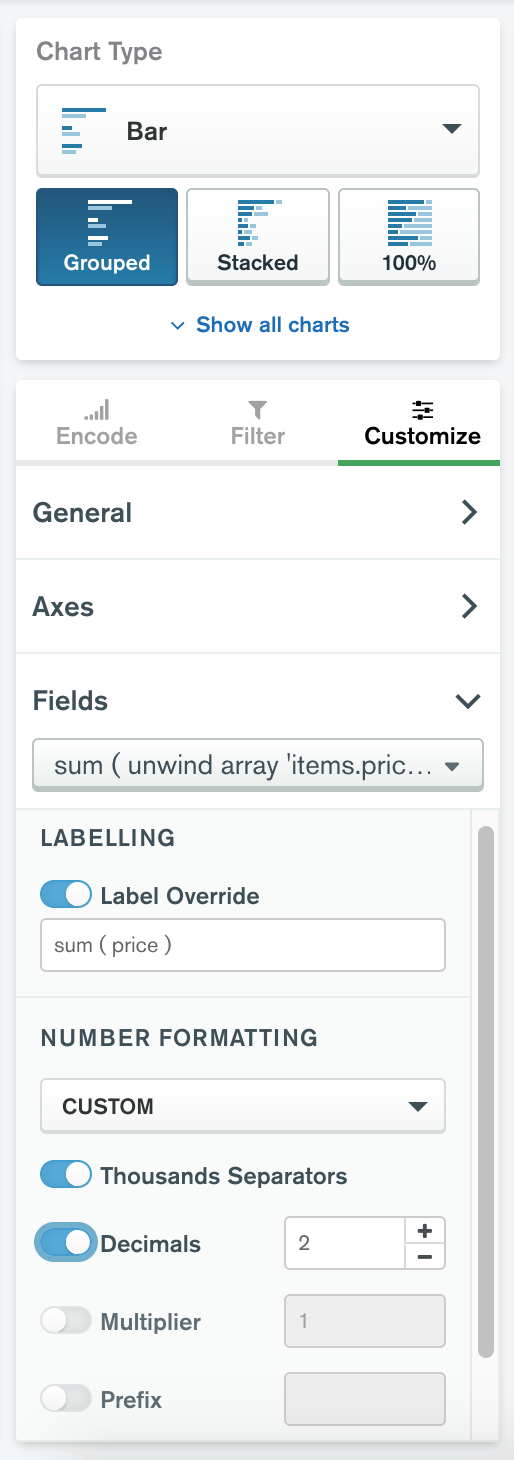 Chart Type
Bar
Grouped
Stacked
100%
Show all charts
Encode
Filter
Customize
General
Axes
Fields
sum ( unwind array 'items.pric...
LABELLING
Label Override
sum ( price )
NUMBER FORMATTING
CUSTOM
Thousands Separators
Decimals
2
Multiplier
1
Prefix